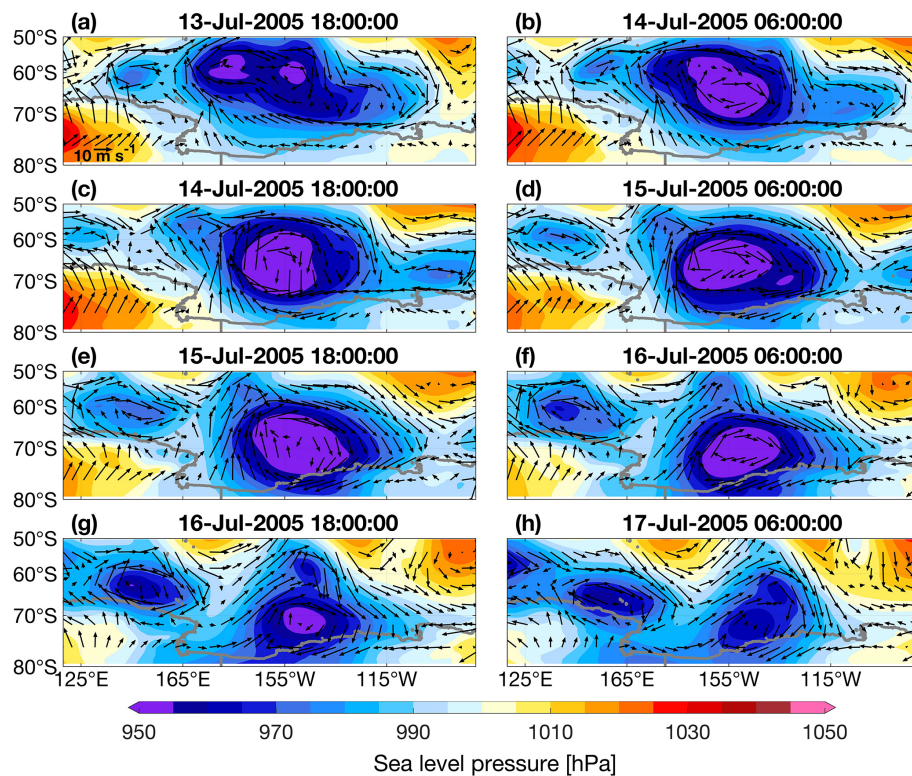 (a) 13-Jul-2005 18:00:00 (b) 14-Jul-2005 06:00:00
50°S
60°S
70°S
10 m s-1
80°S
(c) 14-Jul-2005 18:00:00 (d) 15-Jul-2005 06:00:00
50°S
60°S
70°S
80°S
(e) 15-Jul-2005 18:00:00 (f) 16-Jul-2005 06:00:00
50°S
60°S
70°S
80°S
(g) 16-Jul-2005 18:00:00 (h) 17-Jul-2005 06:00:00
50°S
60°S
70°S
80°S
125°E 165°E 155°W 115°W 125°E 165°E 155°W 115°W
950 970 990 1010 1030 1050
Sea level pressure [hPa]